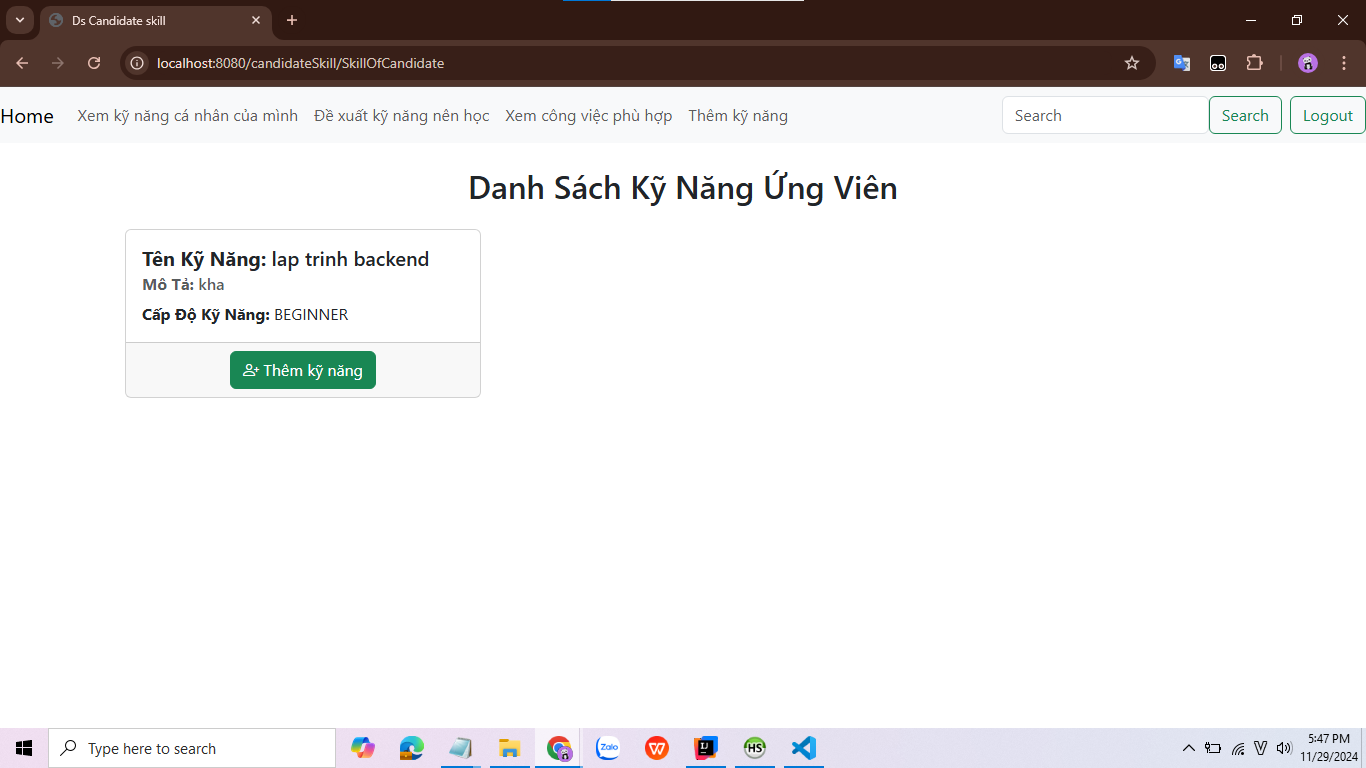 Ds Candidate skill
localhost:8080/candidateSkill/SkillOfCandidate
Home Xem kỹ năng cá nhân của mình Đề xuất kỹ năng nên học Xem công việc phù hợp Thêm kỹ năng Search Search Logout
Danh Sách Kỹ Năng Ứng Viên
Tên Kỹ Năng: lap trinh backend
Mô Tả: kha
Cấp Độ Kỹ Năng: BEGINNER
Thêm kỹ năng
Type here to search
Zalo
W
IJ
HS
V
5:47 PM
11/29/2024